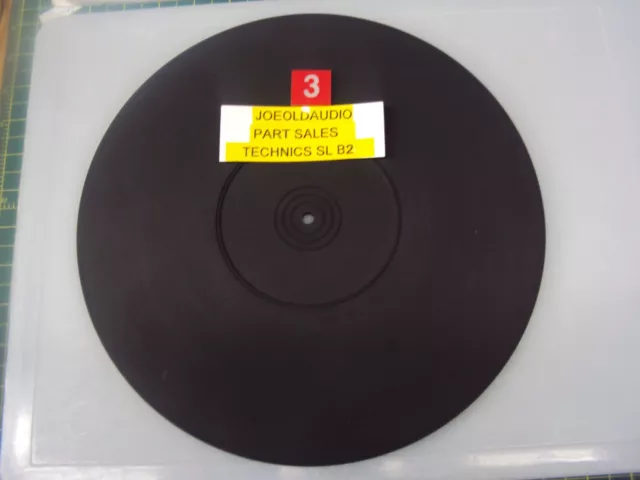 3
JOEOLDAUDIO
PART SALES
TECHNICS SL B2